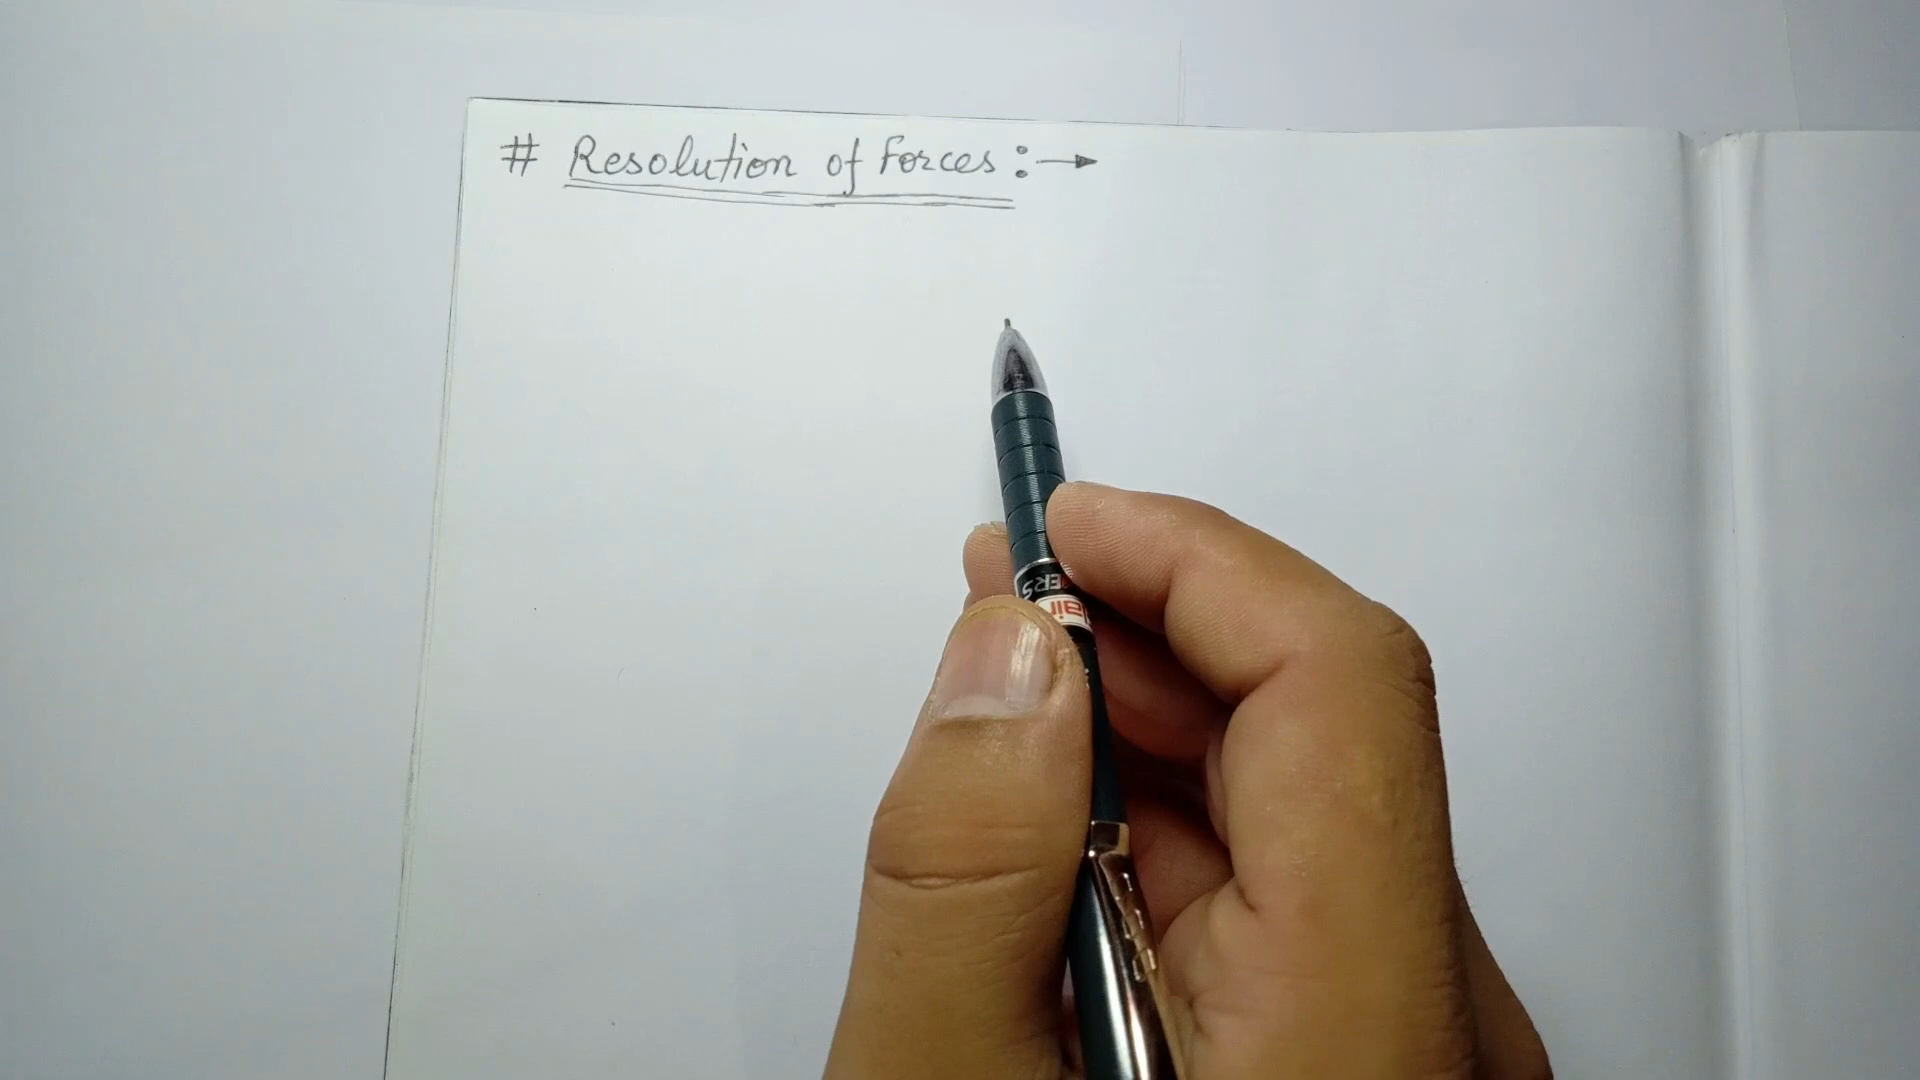 # Resolution of Forces :→